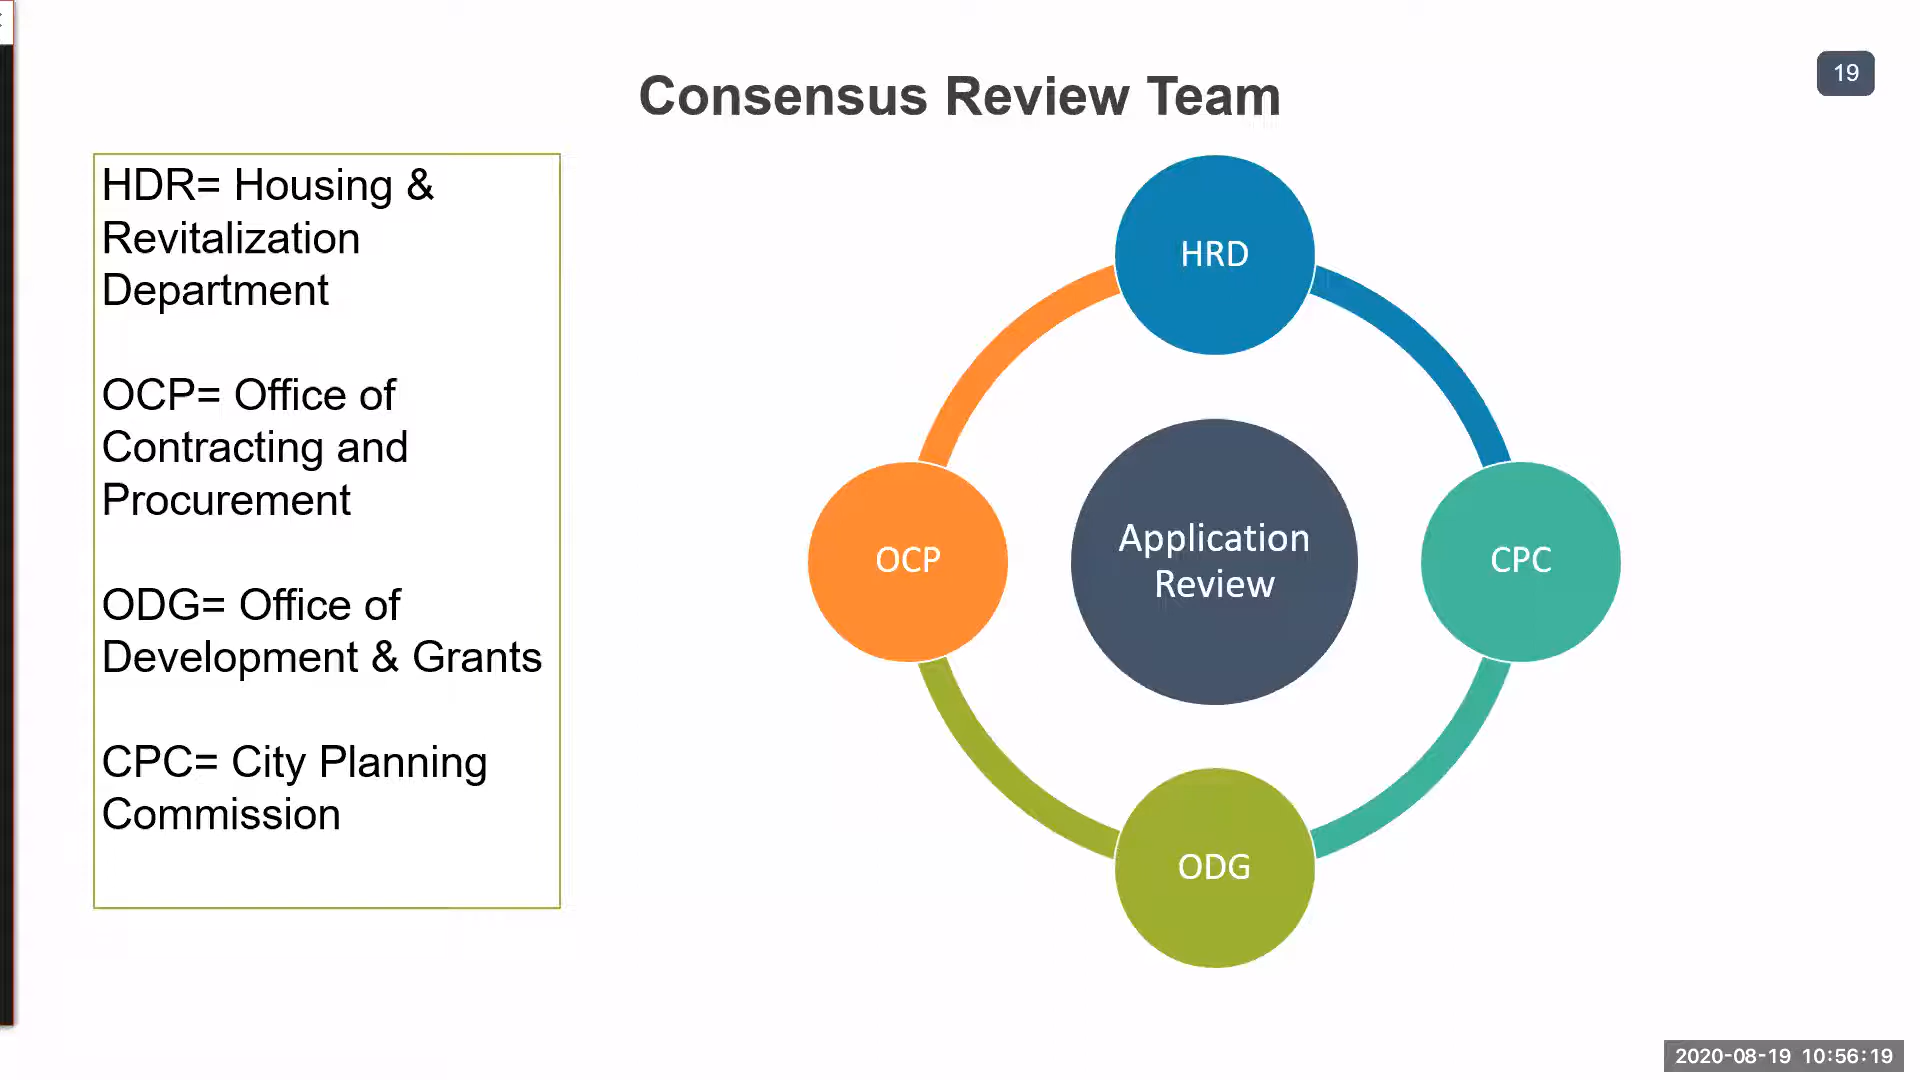 Consensus Review Team
19
HDR= Housing &
Revitalization
Department
OCP= Office of
Contracting and
Procurement
ODG= Office of
Development & Grants
CPC= City Planning
Commission
HRD
OCP
Application
Review
CPC
ODG
2020-08-19 10:56:19